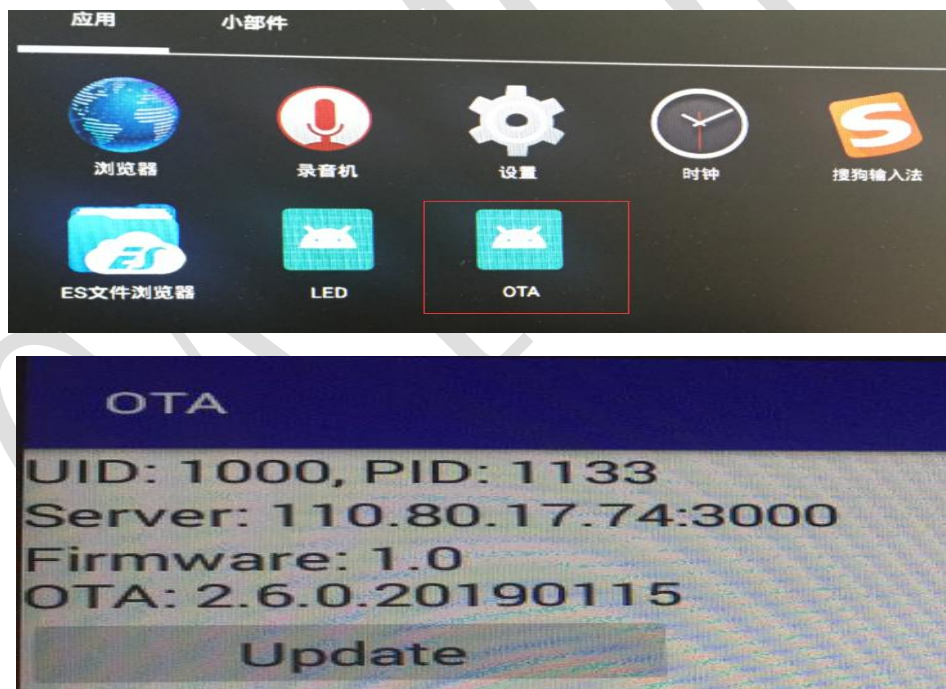 应用 小部件
浏览器 录音机 设置 时钟 搜狗输入法
ES文件浏览器 LED OTA
OTA
UID: 1000, PID: 1133
Server: 110.80.17.74:3000
Firmware: 1.0
OTA: 2.6.0.20190115
Update